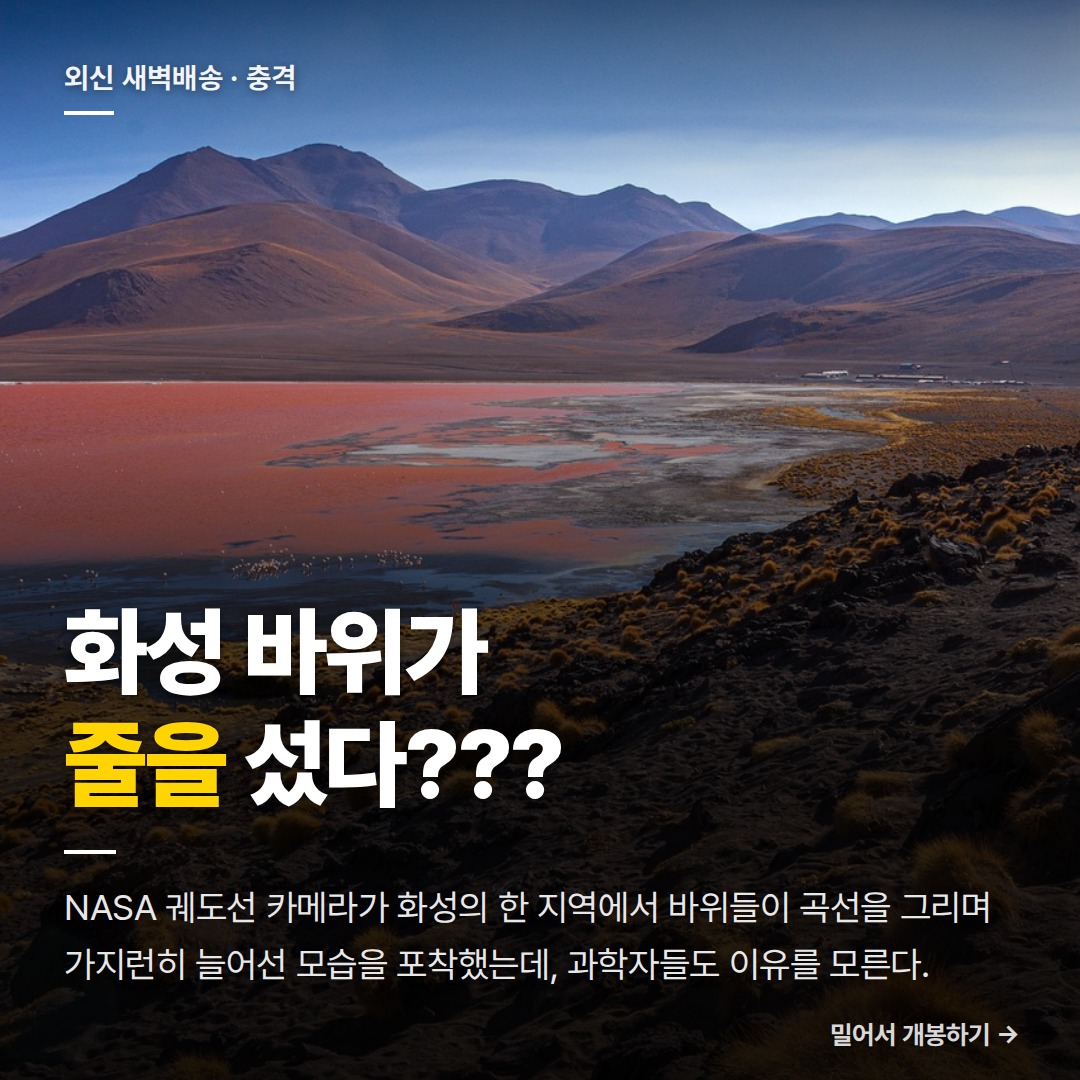 외신 새벽배송 · 충격
화성 바위가
줄을 섰다???
NASA 궤도선 카메라가 화성의 한 지역에서 바위들이 곡선을 그리며
가지런히 늘어선 모습을 포착했는데, 과학자들도 이유를 모른다.
밀어서 개봉하기 →